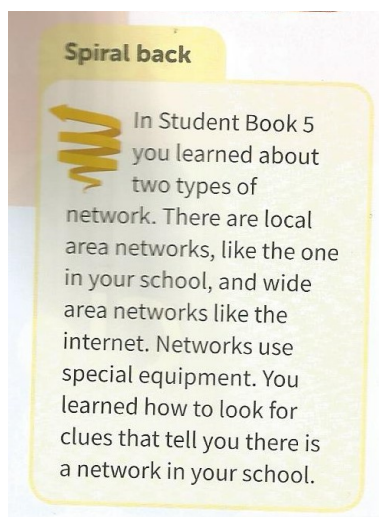 Spiral back
In Student Book 5
you learned about
two types of
network. There are local
area networks, like the one
in your school, and wide
area networks like the
internet. Networks use
special equipment. You
learned how to look for
clues that tell you there is
a network in your school.